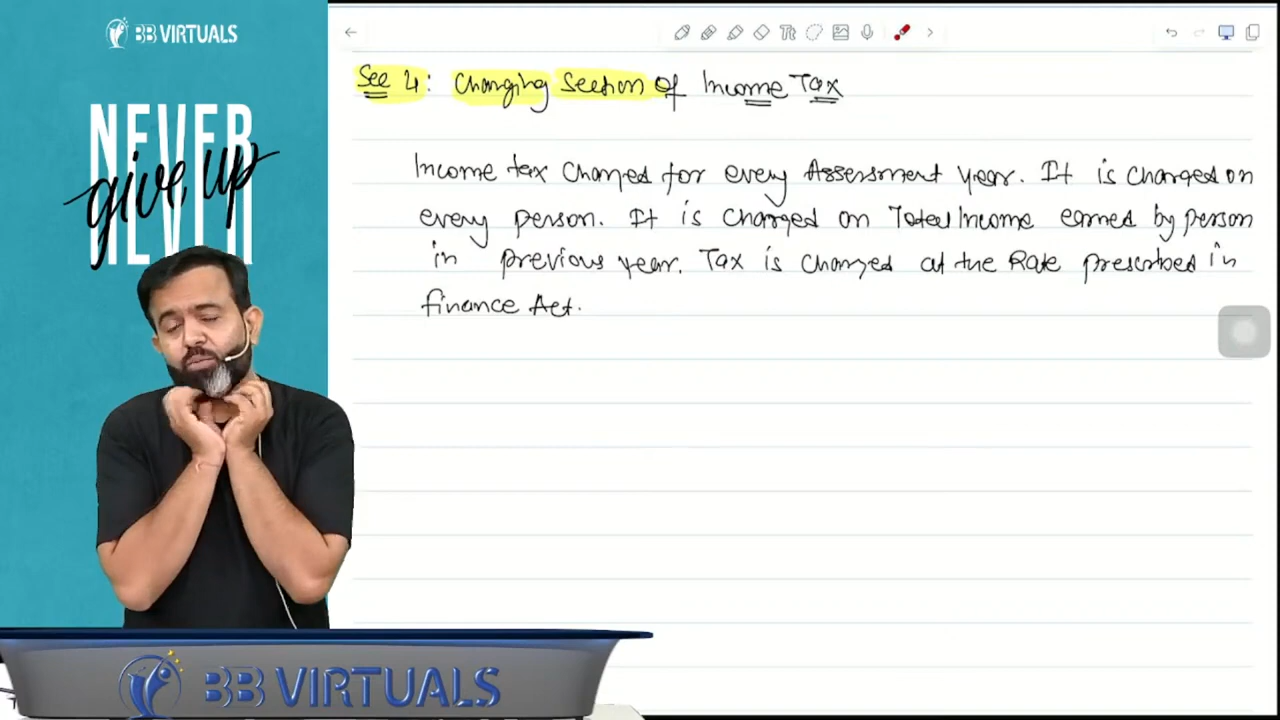 BB VIRTUALS
NEVER
give up
NEVER
Sec 4: Charging Section of Income Tax
Income tax charged for every Assessment year. It is charged on
every person. It is charged on Total Income earned by person
in previous year. Tax is charged at the Rate prescribed in
finance Act.
BB VIRTUALS